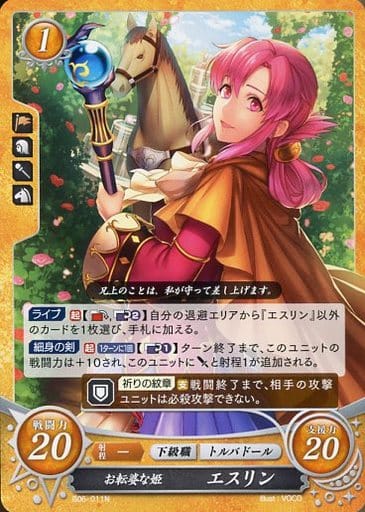 1
兄上のことは、私が守って差し上げます。
ライブ 起【、2】自分の退避エリアから『エスリン』以外
のカードを1枚選び、手札に加える。
細身の剣 起 1ターンに1回【1】ターン終了まで、このユニットの
戦闘力は+10され、このユニットにと射程1が追加される。
祈りの紋章 支 戦闘終了まで、相手の攻撃
ユニットは必殺攻撃できない。
戦闘力 20 射程 ー 下級職 トルバドール 支援力 20
お転婆な姫 エスリン
B06-011N Illust:VOCO